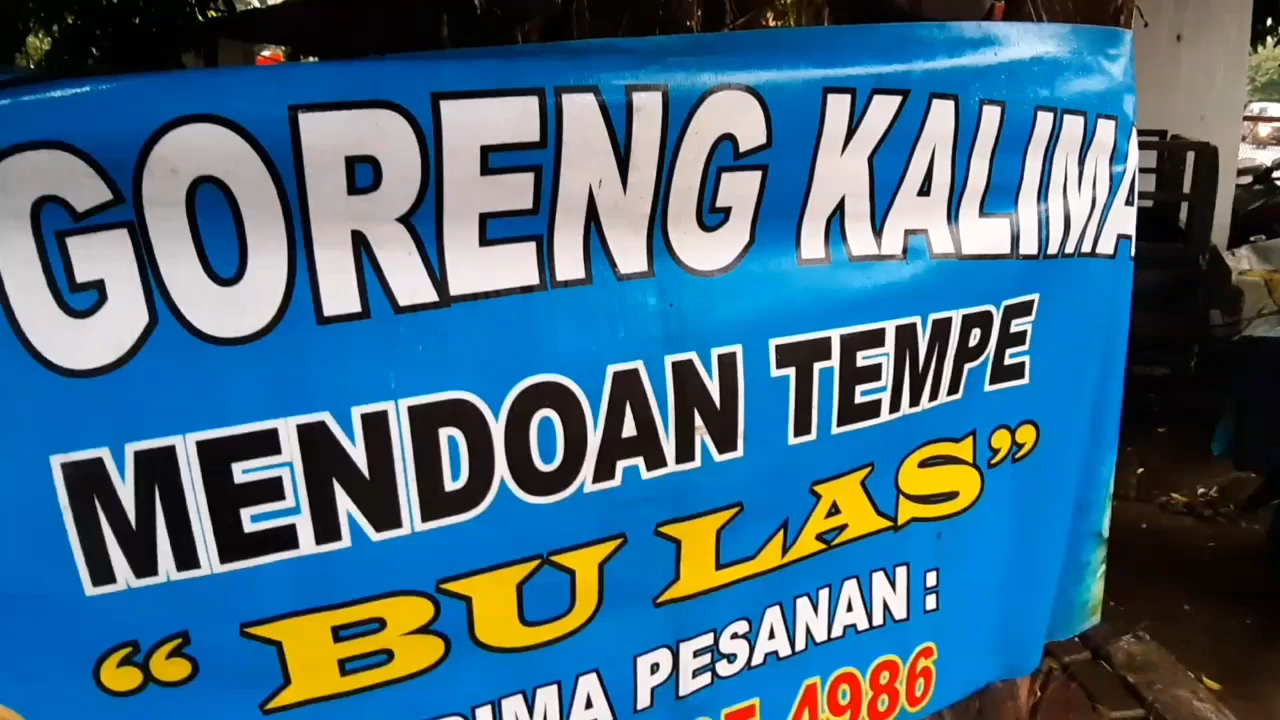 GORENG KALIMA
MENDOAN TEMPE
“BU LAS”
PESANAN :
4986